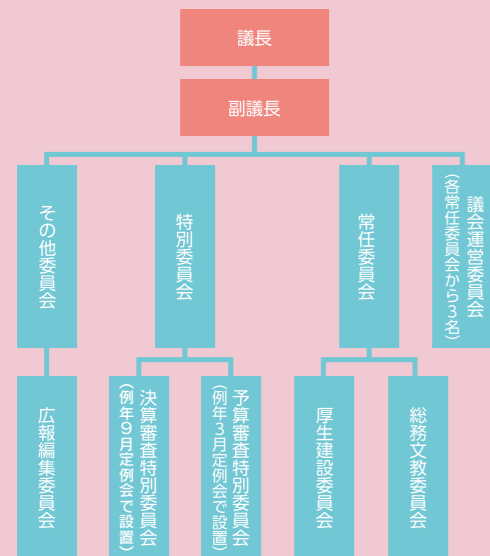 議長
副議長
議会運営委員会
(各常任委員会から3名)
常任委員会
特別委員会
その他委員会
総務文教委員会
厚生建設委員会
予算審査特別委員会
(例年3月定例会で設置)
決算審査特別委員会
(例年9月定例会で設置)
広報編集委員会